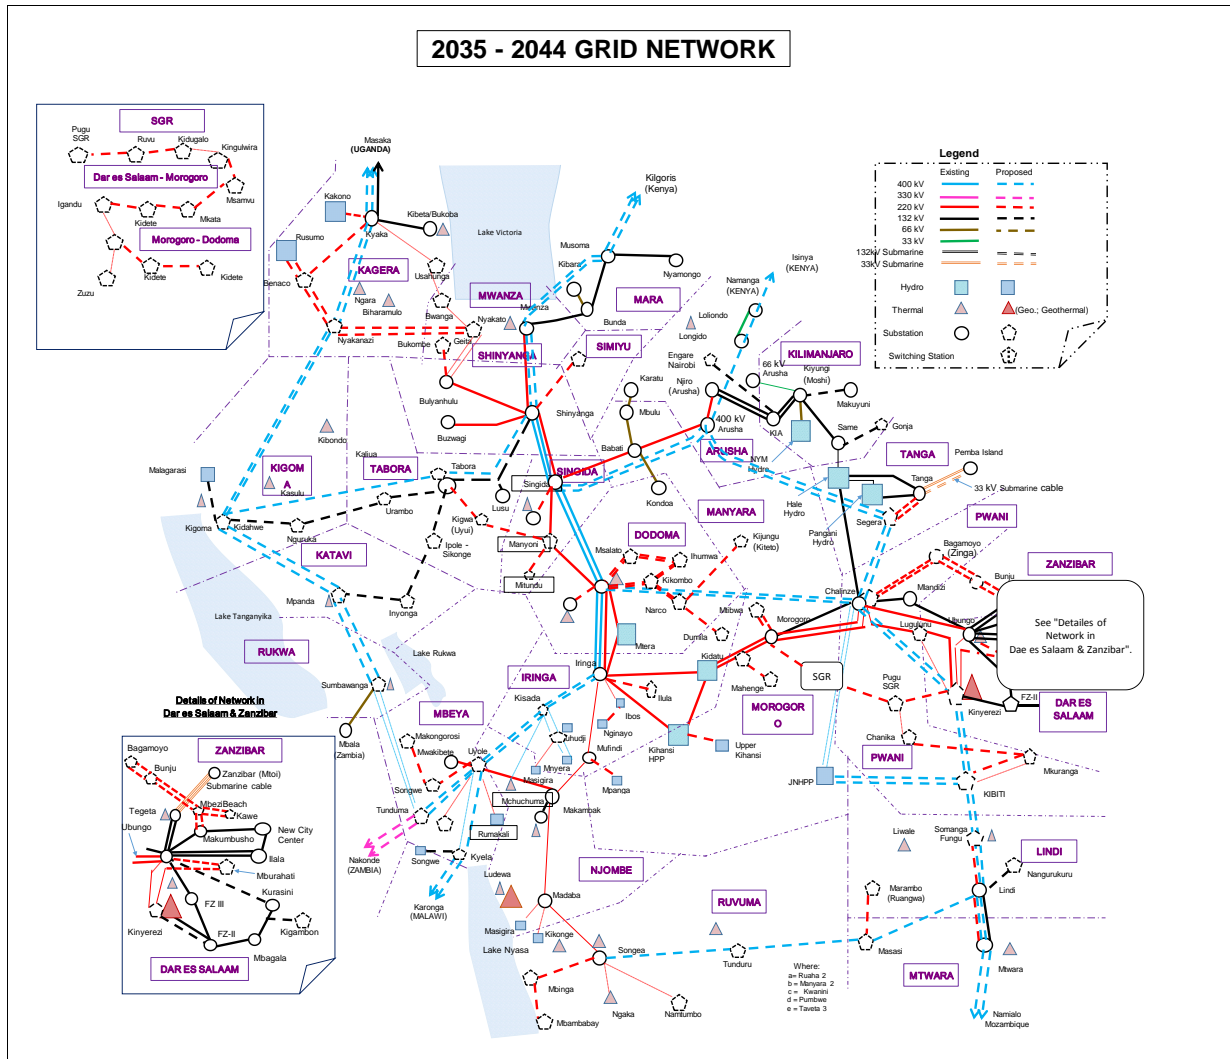 2035 - 2044 GRID NETWORK
SGR
Pugu
SGR
Ruvu
Kidugalo
Kingulwira
Dar es Salaam - Morogoro
Msamvu
Igandu
Kidete
Mkata
Morogoro - Dodoma
Zuzu
Kidete
Kidete
Masaka
(UGANDA)
Kakono
Kyaka
Kibeta/Bukoba
Lake Victoria
Rusumo
Benaco
KAGERA
Usahunga
Ngara
Biharamulo
Bwanga
Nyakanazi
Bukombe
Geita
Nyakato
MWANZA
Mwanza
SHINYANGA
Bulyanhulu
Buzwagi
Kilgoris
(Kenya)
Musoma
Kibara
Nyamongo
MARA
Bunda
SIMIYU
Shinyanga
Isinya
(KENYA)
Namanga
(KENYA)
Loliondo
Longido
Engare
Nairobi
66 kV
Arusha
KILIMANJARO
Kiyungi
(Moshi)
Makuyuni
Njiro
(Arusha)
Karatu
Mbulu
400 kV
Arusha
KIA
Same
Gonja
Babati
ARUSHA
NYM
Hydro
TANGA
Legend
Existing
Proposed
400 kV
330 kV
220 kV
132 kV
66 kV
33 kV
132kV Submarine
33kV Submarine
Hydro
Thermal
(Geo.; Geothermal)
Substation
Switching Station
Kibondo
Malagarasi
KIGOM
A
Kasulu
Kaliua
TABORA
Tabora
SINGIDA
Singida
Kondoa
MANYARA
Hale
Hydro
Pangani
Hydro
Tanga
Pemba Island
33 kV Submarine cable
Segera
PWANI
Kigoma
Kidahwe
Nguruka
Urambo
Lusu
Kigwa
(Uyui)
Ipole -
Sikonge
KATAVI
Manyoni
Mitundu
DODOMA
Msalato
Ihumwa
Kikombo
Kijungu
(Kiteto)
Narco
Dumila
Mtibwa
Mpanda
Inyonga
Lake Tanganyika
RUKWA
Lake Rukwa
Sumbawanga
Mbala
(Zambia)
Mtera
Iringa
IRINGA
Kidatu
Morogoro
Mahenge
Chalinze
Bagamoyo
(Zinga)
Bunju
Mlandizi
ZANZIBAR
Ubungo
Luguluni
See "Detailes of
Network in
Dae es Salaam & Zanzibar".
SGR
Pugu
SGR
Kinyerezi
FZ-II
DAR ES
SALAAM
MOROGOR
O
Chanika
PWANI
Mkuranga
JNHPP
KIBITI
Kisada
MBEYA
Makongorosi
Mwakibete
Uyole
Ilula
Ibos
Nginayo
Mufindi
Mnyera
Masigira
Mpanga
Kihansi
HPP
Upper
Kihansi
Songwe
Tunduma
Mchuchuma
Makambak
Rumakali
Nakonde
(ZAMBIA)
Songwe
Kyela
Karonga
(MALAWI)
Ludewa
NJOMBE
Madaba
Masigira
Kikonge
Lake Nyasa
Songea
Mbinga
Mbambabay
Ngaka
Namtumbo
RUVUMA
Tunduru
Liwale
Somanga
Fungu
LINDI
Nangurukuru
Lindi
Marambo
(Ruangwa)
Masasi
MTWARA
Mtwara
Namialo
Mozambique
Where:
a= Ruaha 2
b = Manyara 2
c = Kwanini
d = Pumbwe
e = Taveta 3
Details of Network in
Dar es Salaam & Zanzibar
ZANZIBAR
Bagamoyo
Bunju
Zanzibar (Mtoi)
Submarine cable
Tegeta
MbeziBeach
Kawe
Ubungo
Makumbusho
New City
Center
Ilala
Mburahati
Kurasini
FZ III
Kinyerezi
FZ-II
Kigambon
Mbagala
DAR ES SALAAM